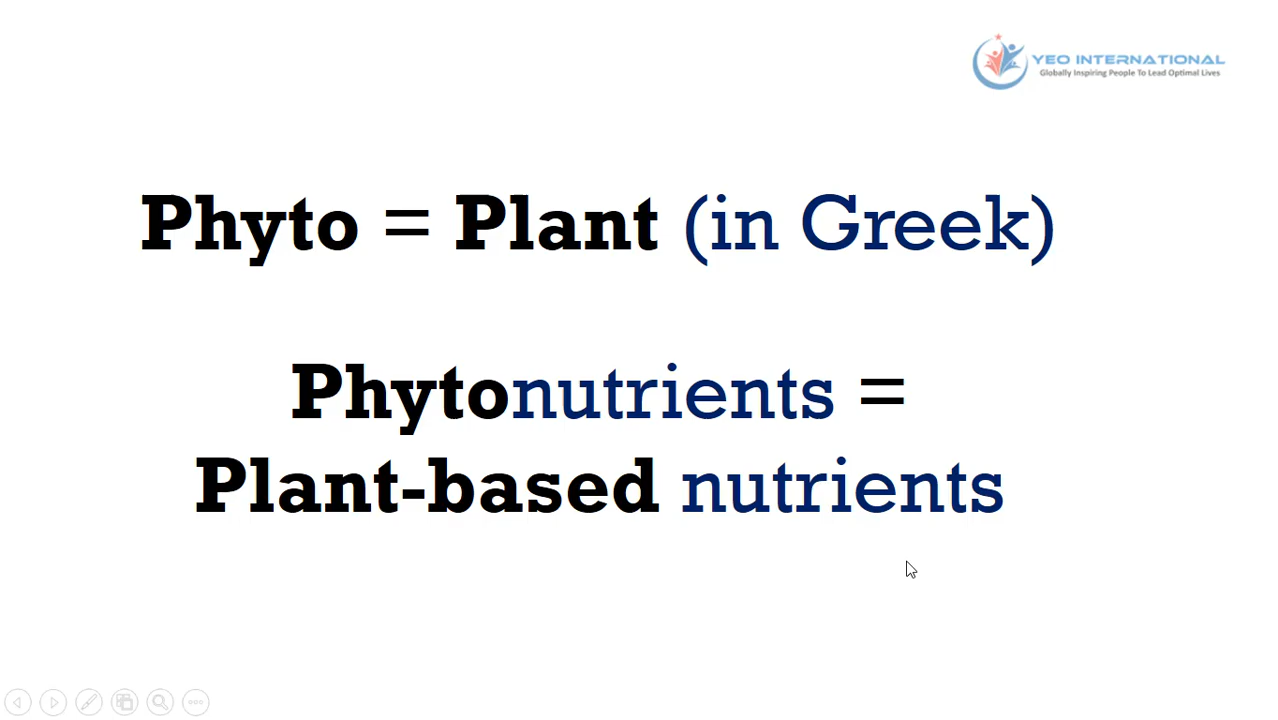 YEO INTERNATIONAL
Globally Inspiring People To Lead Optimal Lives
Phyto = Plant (in Greek)
Phytonutrients =
Plant-based nutrients